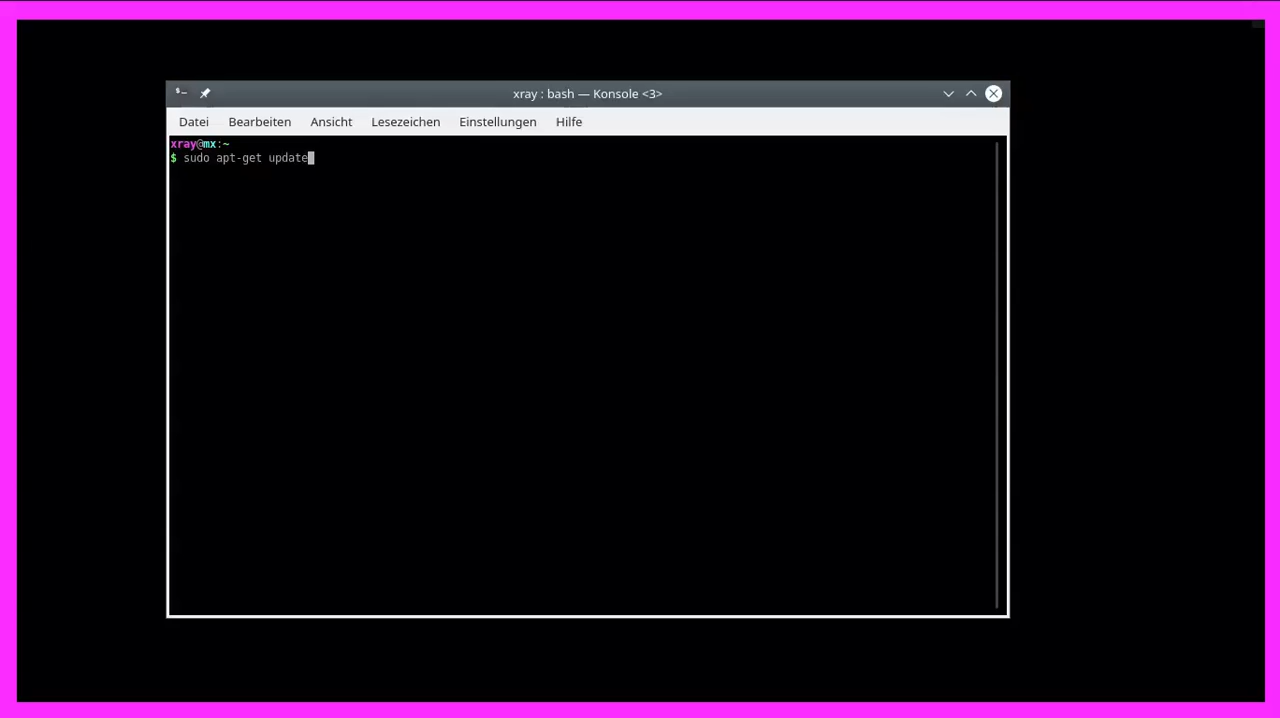 xray : bash — Konsole <3>
Datei Bearbeiten Ansicht Lesezeichen Einstellungen Hilfe
xray@mx:~
$ sudo apt-get update